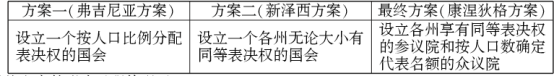 方案一(弗吉尼亚方案) 方案二(新泽西方案) 最终方案(康涅狄格方案)
设立一个按人口比例分配
表决权的国会
设立一个各州无论大小有
同等表决权的国会
设立各州享有同等表决权
的参议院和按人口数确定
代表名额的众议院